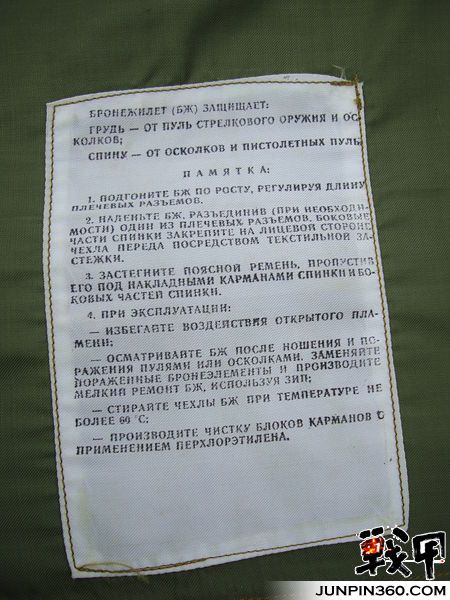 БРОНЕЖИЛЕТ (БЖ) ЗАЩИЩАЕТ:
ГРУДЬ — ОТ ПУЛЬ СТРЕЛКОВОГО ОРУЖИЯ И ОС-
КОЛКОВ;
СПИНУ — ОТ ОСКОЛКОВ И ПИСТОЛЕТНЫХ ПУЛЬ
ПАМЯТКА:
1. ПОДГОНИТЕ БЖ ПО РОСТУ, РЕГУЛИРУЯ ДЛИНУ
ПЛЕЧЕВЫХ РАЗЪЕМОВ.
2. НАДЕНЬТЕ БЖ, РАЗЪЕДИНИВ (ПРИ НЕОБХОДИ-
МОСТИ) ОДИН ИЗ ПЛЕЧЕВЫХ РАЗЪЕМОВ, БОКОВЫЕ
ЧАСТИ СПИНКИ ЗАКРЕПИТЕ НА ЛИЦЕВОЙ СТОРОНЕ
ЧЕХЛА ПЕРЕДА ПОСРЕДСТВОМ ТЕКСТИЛЬНОЙ ЗА-
СТЕЖКИ.
3. ЗАСТЕГНИТЕ ПОЯСНОЙ РЕМЕНЬ, ПРОПУСТИВ
ЕГО ПОД НАКЛАДНЫМИ КАРМАНАМИ СПИНКИ И БО-
КОВЫХ ЧАСТЕЙ СПИНКИ.
4. ПРИ ЭКСПЛУАТАЦИИ:
— ИЗБЕГАЙТЕ ВОЗДЕЙСТВИЯ ОТКРЫТОГО ПЛА-
МЕНИ;
— ОСМАТРИВАЙТЕ БЖ ПОСЛЕ НОШЕНИЯ И ПО-
РАЖЕНИЯ ПУЛЯМИ ИЛИ ОСКОЛКАМИ. ЗАМЕНЯЙТЕ
ПОРАЖЕННЫЕ БРОНЕЭЛЕМЕНТЫ И ПРОИЗВОДИТЕ
МЕЛКИЙ РЕМОНТ БЖ, ИСПОЛЬЗУЯ ЗИП;
— СТИРАЙТЕ ЧЕХЛЫ БЖ ПРИ ТЕМПЕРАТУРЕ НЕ
БОЛЕЕ 60 °С;
— ПРОИЗВОДИТЕ ЧИСТКУ БЛОКОВ КАРМАНОВ С
ПРИМЕНЕНИЕМ ПЕРХЛОРЭТИЛЕНА.
战甲
JUNPIN360.COM